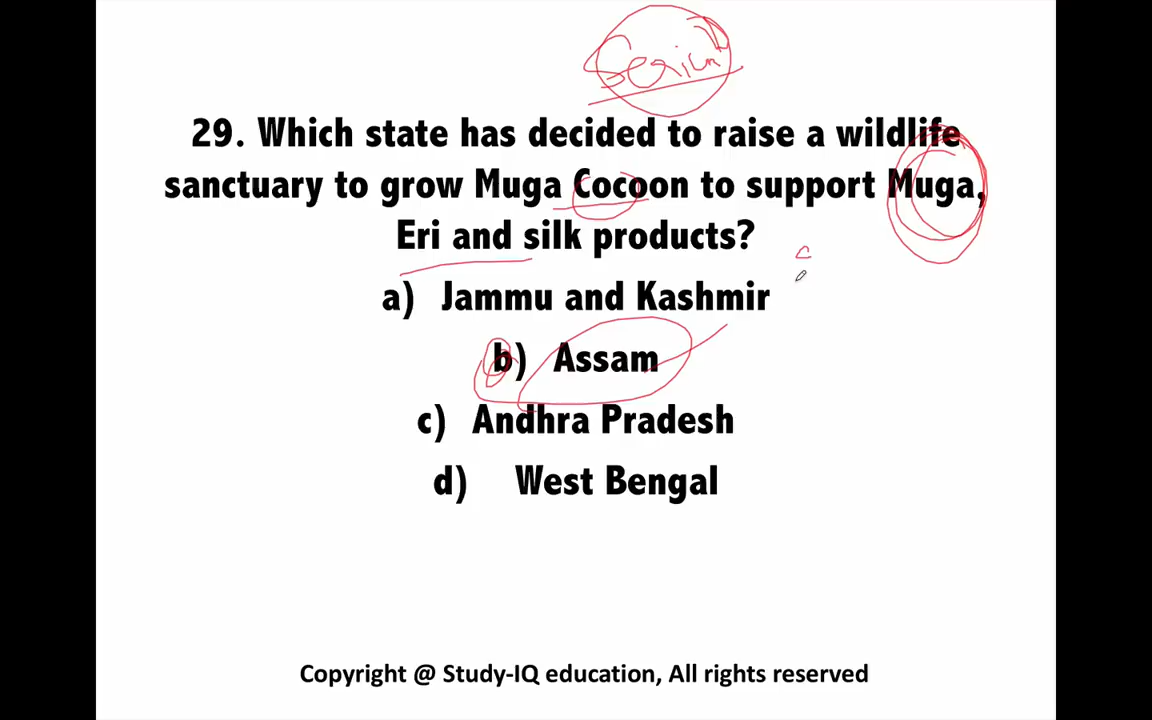 29. Which state has decided to raise a wildlife
sanctuary to grow Muga Cocoon to support Muga,
Eri and silk products?
a) Jammu and Kashmir
b) Assam
c) Andhra Pradesh
d) West Bengal
Copyright @ Study-IQ education, All rights reserved